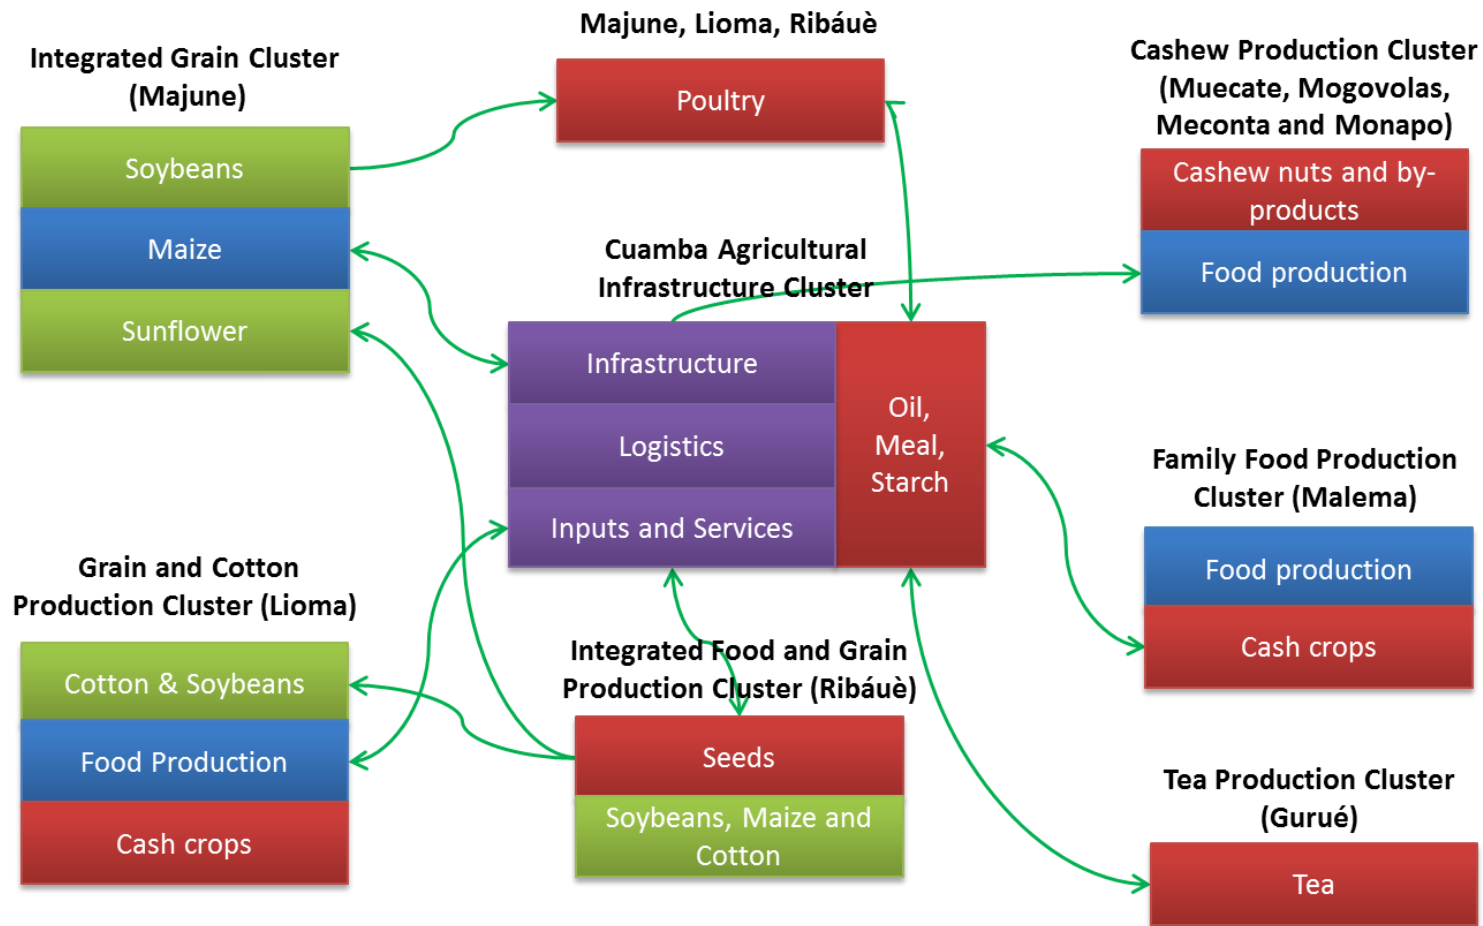 Majune, Lioma, Ribáuè
Poultry
Integrated Grain Cluster
(Majune)
Soybeans
Maize
Sunflower
Cashew Production Cluster
(Muecate, Mogovolas,
Meconta and Monapo)
Cashew nuts and by-
products
Food production
Cuamba Agricultural
Infrastructure Cluster
Infrastructure
Logistics
Inputs and Services
Oil,
Meal,
Starch
Family Food Production
Cluster (Malema)
Food production
Cash crops
Grain and Cotton
Production Cluster (Lioma)
Cotton & Soybeans
Food Production
Cash crops
Integrated Food and Grain
Production Cluster (Ribáuè)
Seeds
Soybeans, Maize and
Cotton
Tea Production Cluster
(Gurué)
Tea